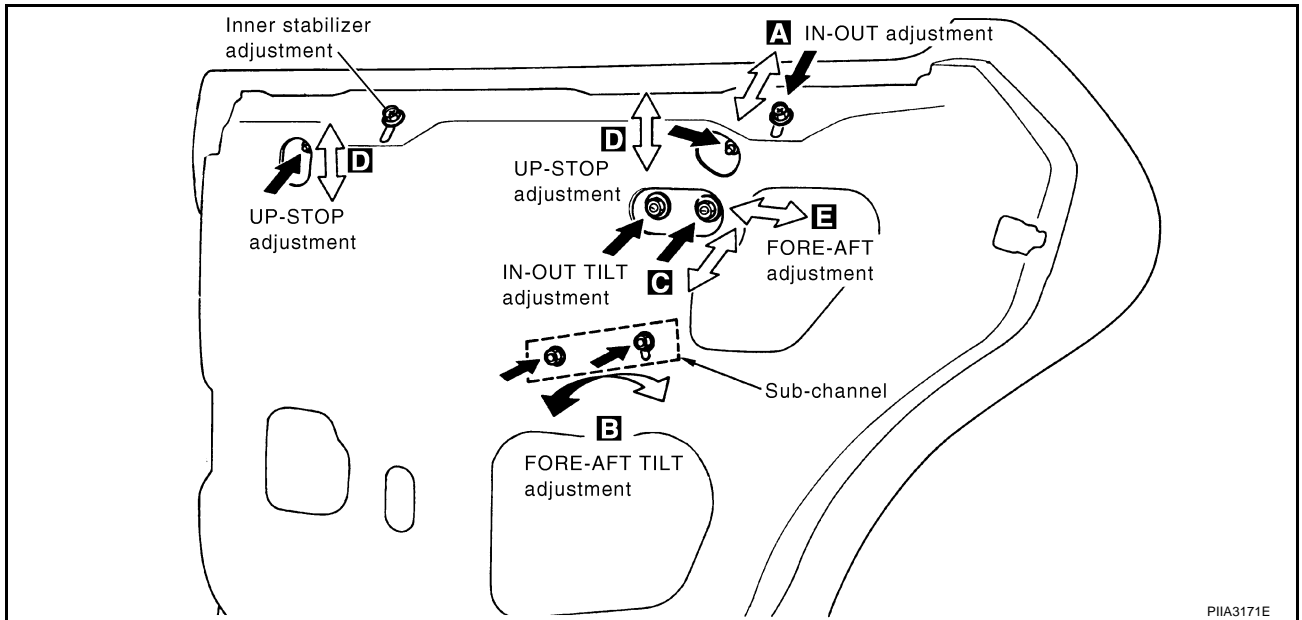 Inner stabilizer
adjustment
A IN-OUT adjustment
D
UP-STOP
adjustment
D
UP-STOP
adjustment
E
FORE-AFT
adjustment
IN-OUT TILT
adjustment
C
Sub-channel
B
FORE-AFT TILT
adjustment
PIIA3171E